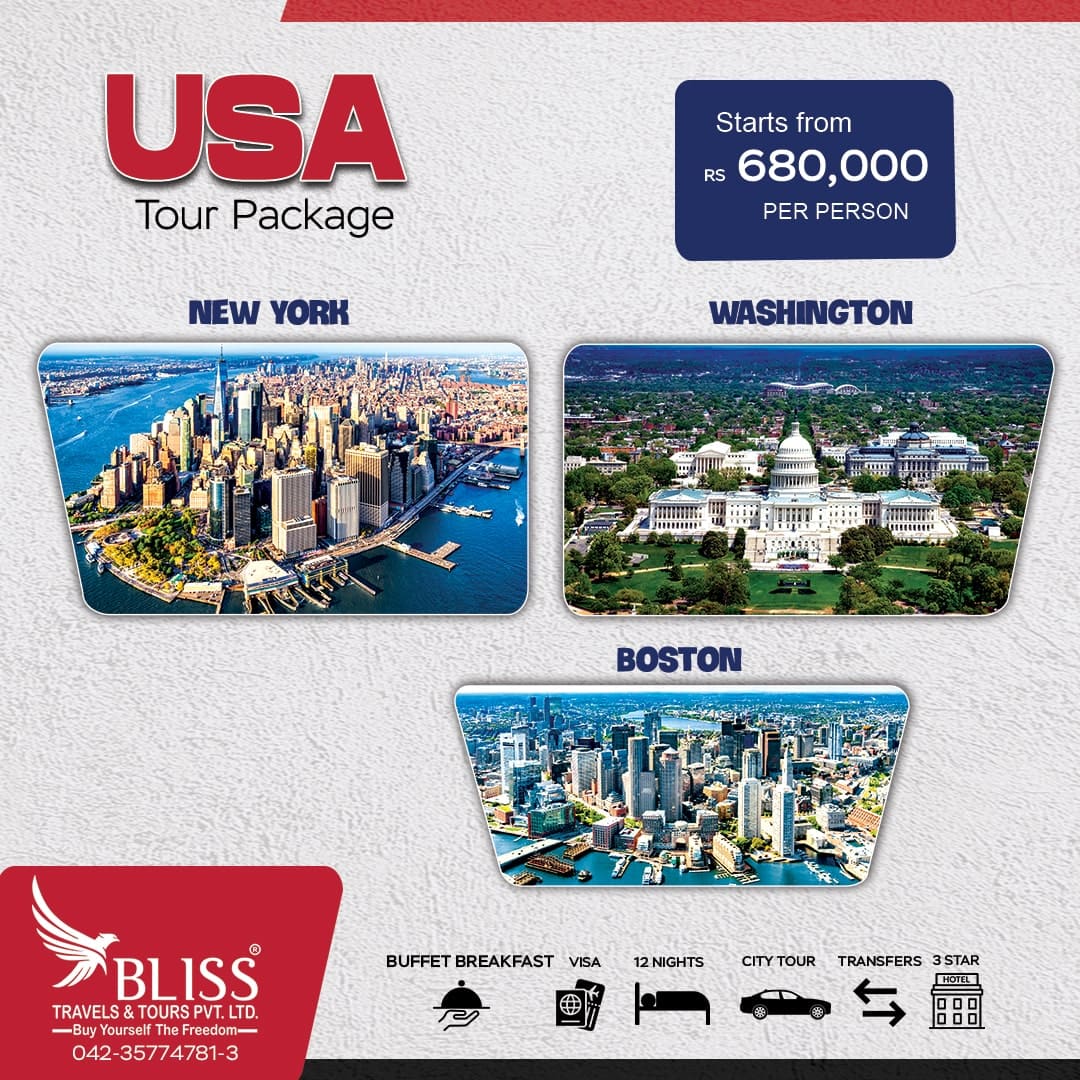 USA
Tour Package
Starts from
RS 680,000
PER PERSON
NEW YORK
WASHINGTON
BOSTON
BLISS®
TRAVELS & TOURS PVT. LTD.
Buy Yourself The Freedom
042-35774781-3
BUFFET BREAKFAST
VISA
12 NIGHTS
CITY TOUR
TRANSFERS
3 STAR
HOTEL